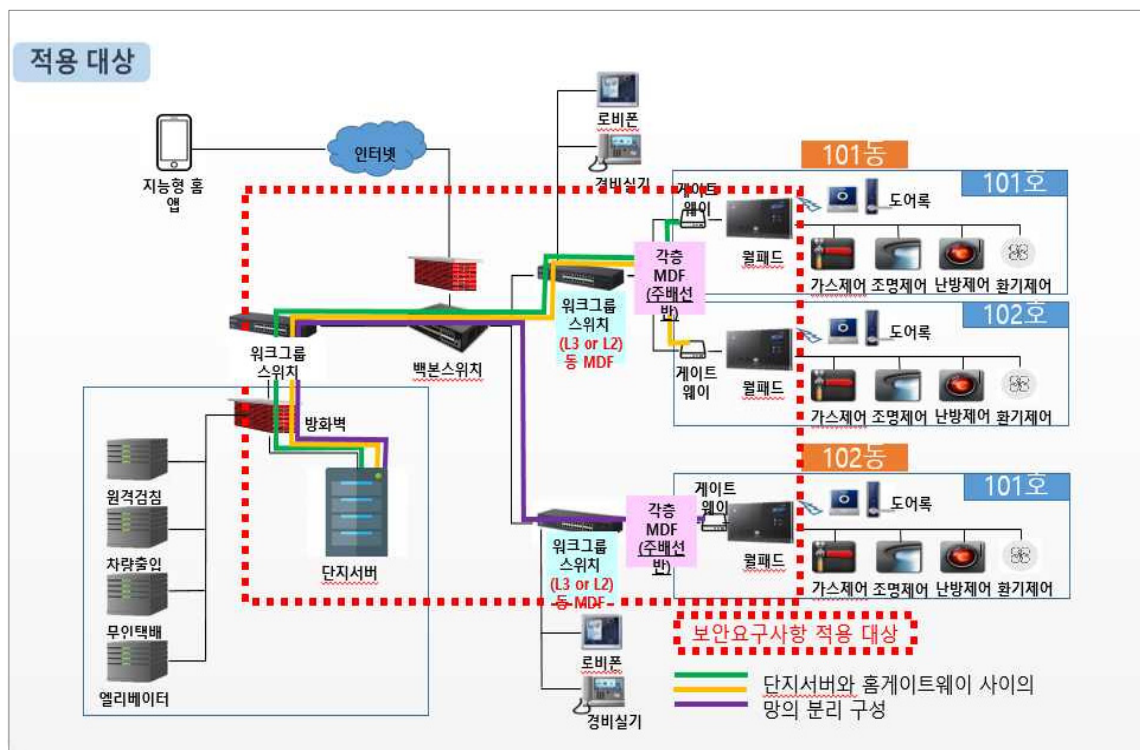 적용 대상
로비폰
인터넷
경비실기
101동
101호
지능형 홈
앱
게이트
웨이
도어록
월패드
각층
MDF
(주배선
반)
가스제어 조명제어 난방제어 환기제어
워크그룹
스위치
(L3 or L2)
동 MDF
102호
도어록
워크그룹
스위치
백본스위치
게이트
웨이
월패드
가스제어 조명제어 난방제어 환기제어
방화벽
102동
101호
원격검침
게이트
웨이
도어록
각층
MDF
(주배선
반)
월패드
차량출입
단지서버
워크그룹
스위치
(L3 or L2)
동 MDF
가스제어 조명제어 난방제어 환기제어
무인택배
보안요구사항 적용 대상
로비폰
엘리베이터
경비실기
단지서버와 홈게이트웨이 사이의
망의 분리 구성